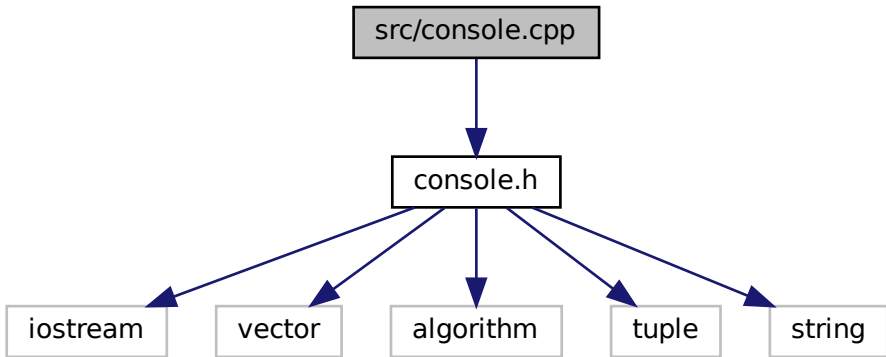 src/console.cpp
console.h
iostream
vector
algorithm
tuple
string